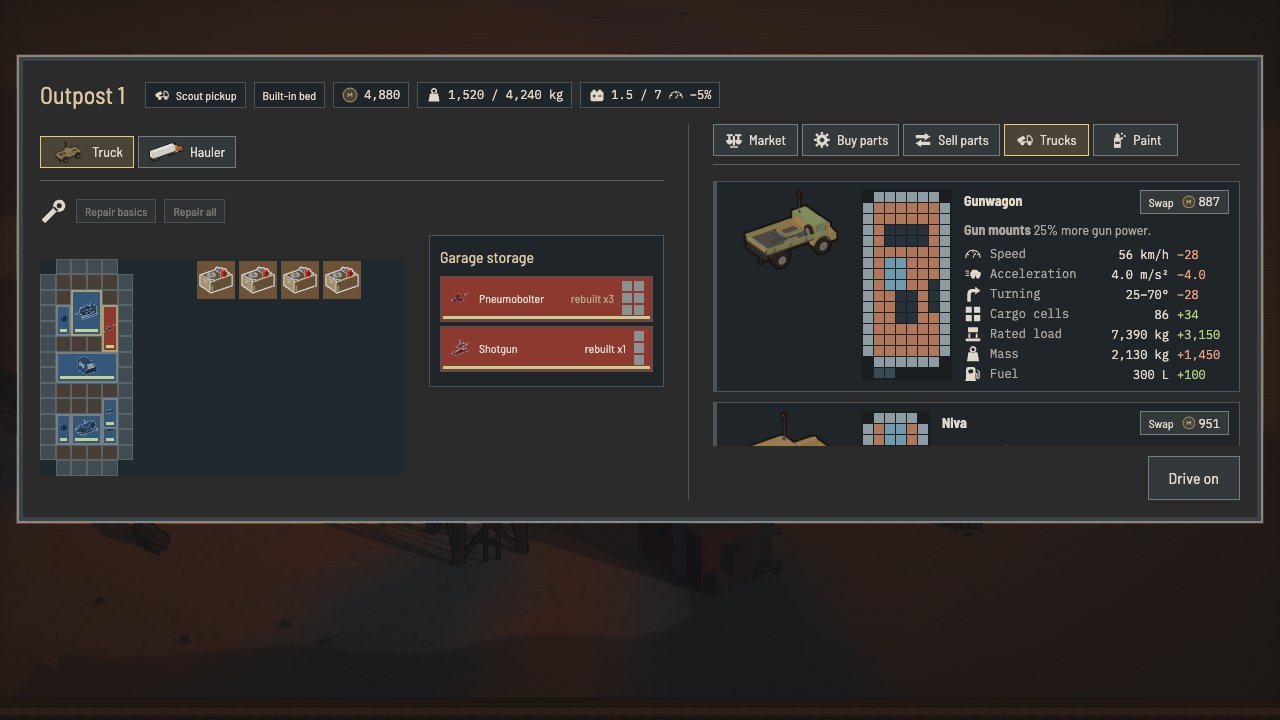 Outpost 1
Scout pickup
Built-in bed
4,880
1,520 / 4,240 kg
1.5 / 7 −5%
Truck
Hauler
Repair basics
Repair all
Garage storage
Pneumobolter
rebuilt x3
Shotgun
rebuilt x1
Market
Buy parts
Sell parts
Trucks
Paint
Gunwagon
Swap 887
Gun mounts 25% more gun power.
Speed 56 km/h −28
Acceleration 4.0 m/s² −4.0
Turning 25–70° −28
Cargo cells 86 +34
Rated load 7,390 kg +3,150
Mass 2,130 kg +1,450
Fuel 300 L +100
Niva
Swap 951
Drive on